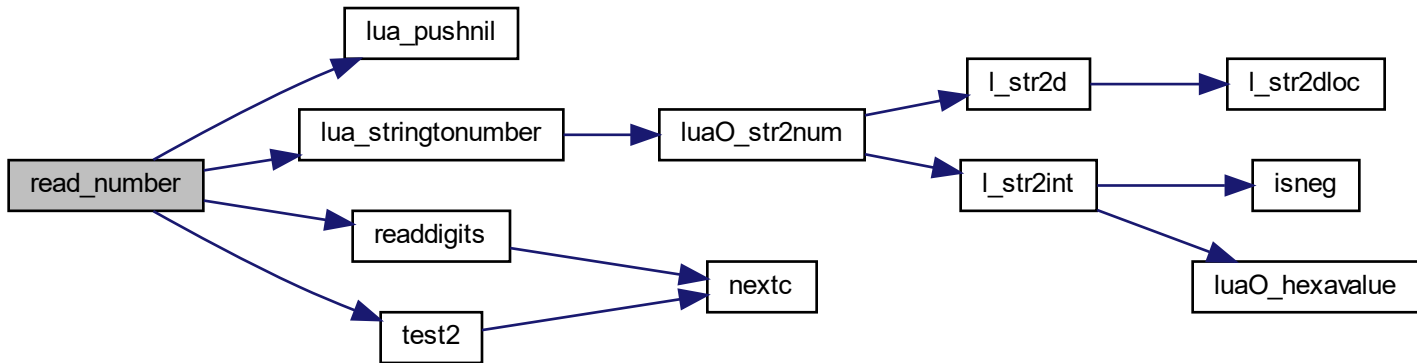 lua_pushnil
l_str2d
l_str2dloc
lua_stringtonumber
luaO_str2num
read_number
l_str2int
isneg
readdigits
nextc
luaO_hexavalue
test2